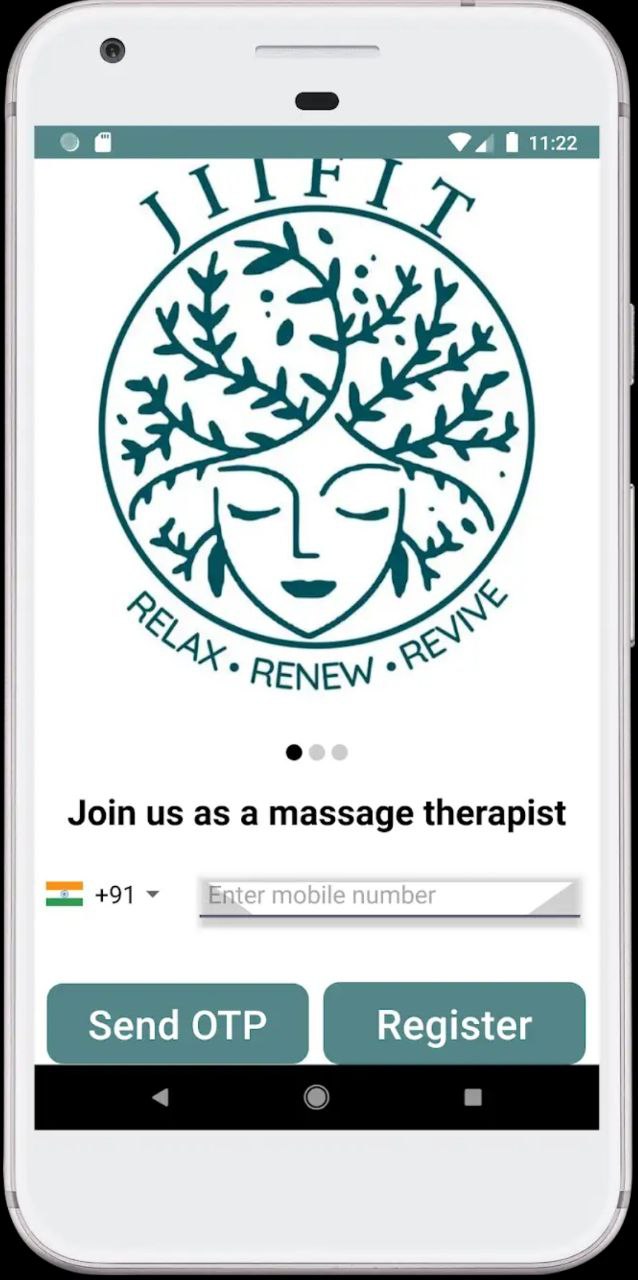 11:22
JIIFIT
RELAX • RENEW • REVIVE
Join us as a massage therapist
+91 Enter mobile number
Send OTP Register